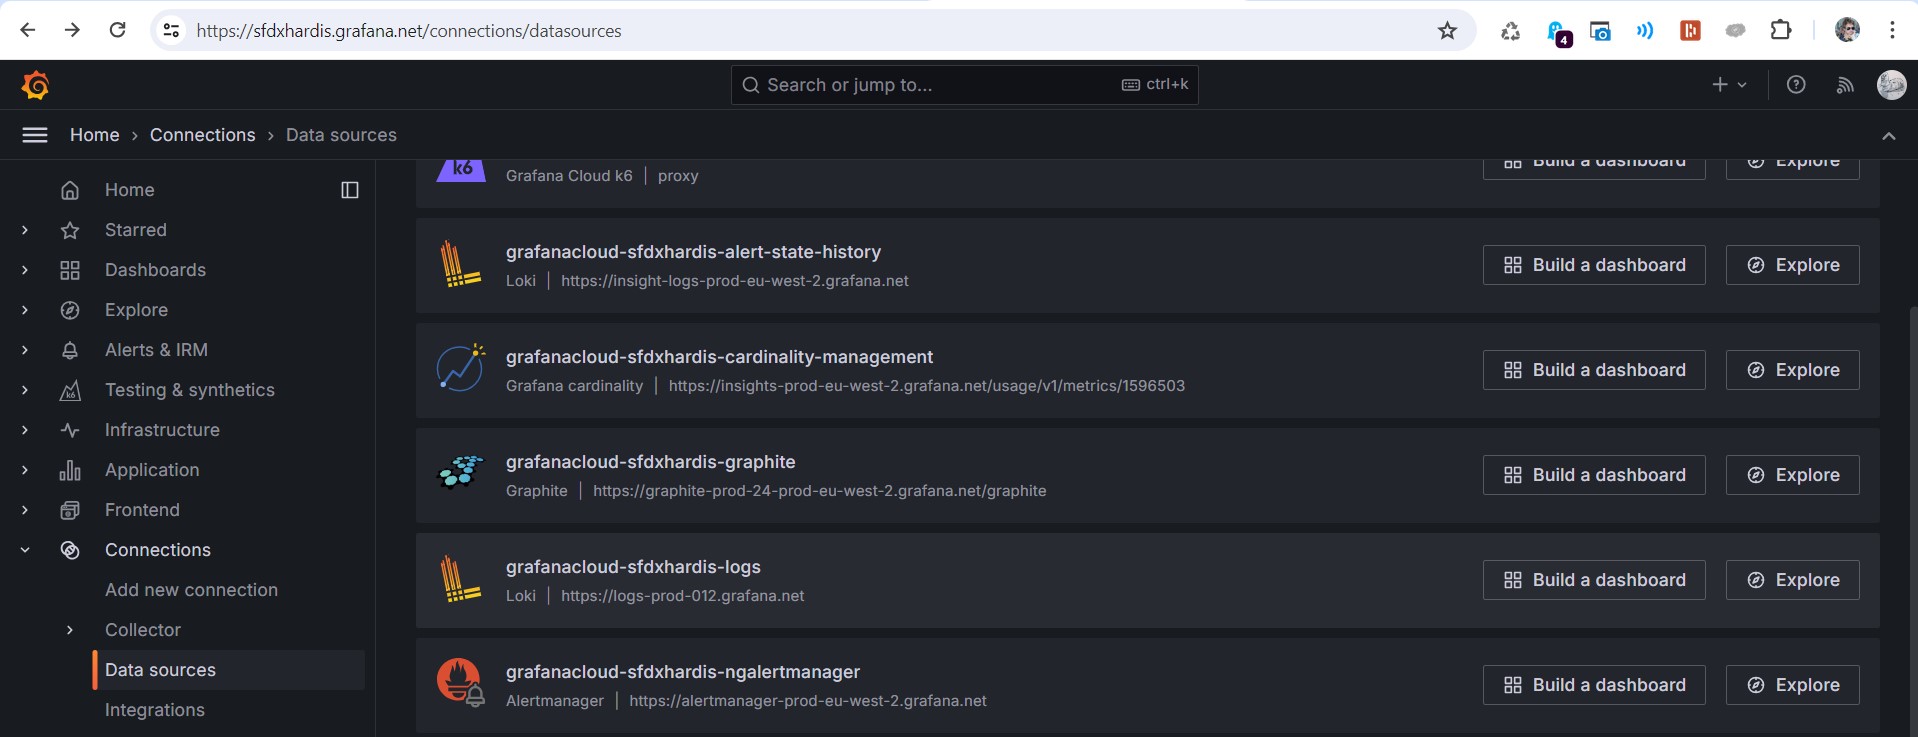 https://sfdxhardis.grafana.net/connections/datasources
4
Search or jump to... ctrl+k
Home › Connections › Data sources
Home
Starred
Dashboards
Explore
Alerts & IRM
Testing & synthetics
Infrastructure
Application
Frontend
Connections
Add new connection
Collector
Data sources
Integrations
k6
Grafana Cloud k6 | proxy
Build a dashboard Explore
grafanacloud-sfdxhardis-alert-state-history
Loki | https://insight-logs-prod-eu-west-2.grafana.net
Build a dashboard Explore
grafanacloud-sfdxhardis-cardinality-management
Grafana cardinality | https://insights-prod-eu-west-2.grafana.net/usage/v1/metrics/1596503
Build a dashboard Explore
grafanacloud-sfdxhardis-graphite
Graphite | https://graphite-prod-24-prod-eu-west-2.grafana.net/graphite
Build a dashboard Explore
grafanacloud-sfdxhardis-logs
Loki | https://logs-prod-012.grafana.net
Build a dashboard Explore
grafanacloud-sfdxhardis-ngalertmanager
Alertmanager | https://alertmanager-prod-eu-west-2.grafana.net
Build a dashboard Explore